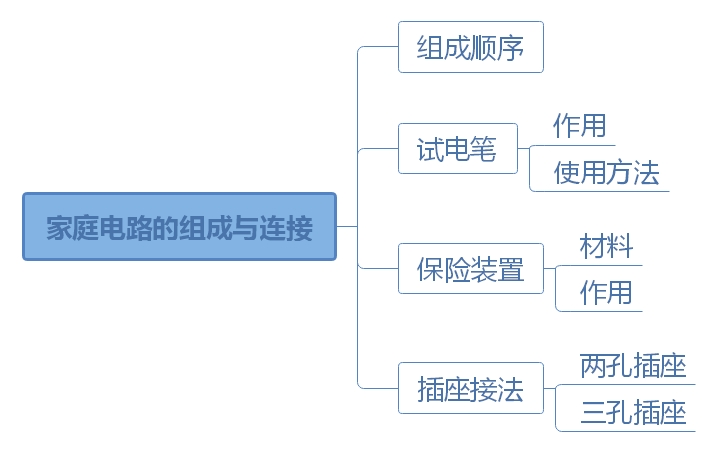 家庭电路的组成与连接
组成顺序
试电笔
作用
使用方法
保险装置
材料
作用
插座接法
两孔插座
三孔插座